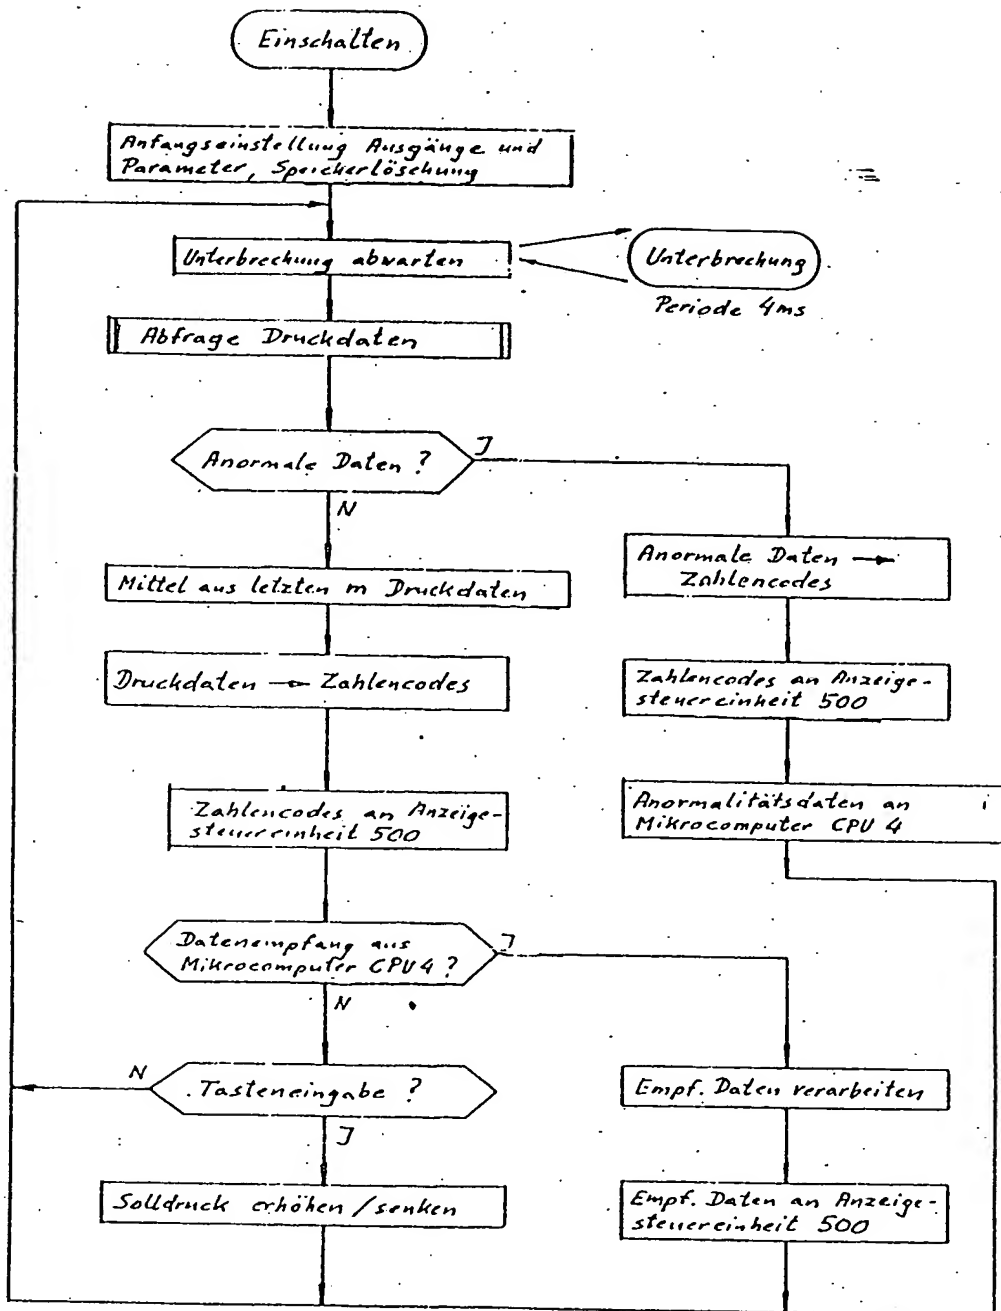 Einschalten
Anfangseinstellung Ausgänge und
Parameter, Speicherlöschung
Unterbrechung abwarten
Unterbrechung
Periode 4ms
Abfrage Druckdaten
Anormale Daten ?
J
N
Mittel aus letzten m Druckdaten
Druckdaten → Zahlencodes
Zahlencodes an Anzeige-
steuereinheit 500
Anormale Daten →
Zahlencodes
Zahlencodes an Anzeige-
steuereinheit 500
Anormalitätsdaten an
Mikrocomputer CPU 4
Datenempfang aus
Mikrocomputer CPU 4 ?
J
N
Tasteneingabe ?
N
J
Solldruck erhöhen / senken
Empf. Daten verarbeiten
Empf. Daten an Anzeige-
steuereinheit 500